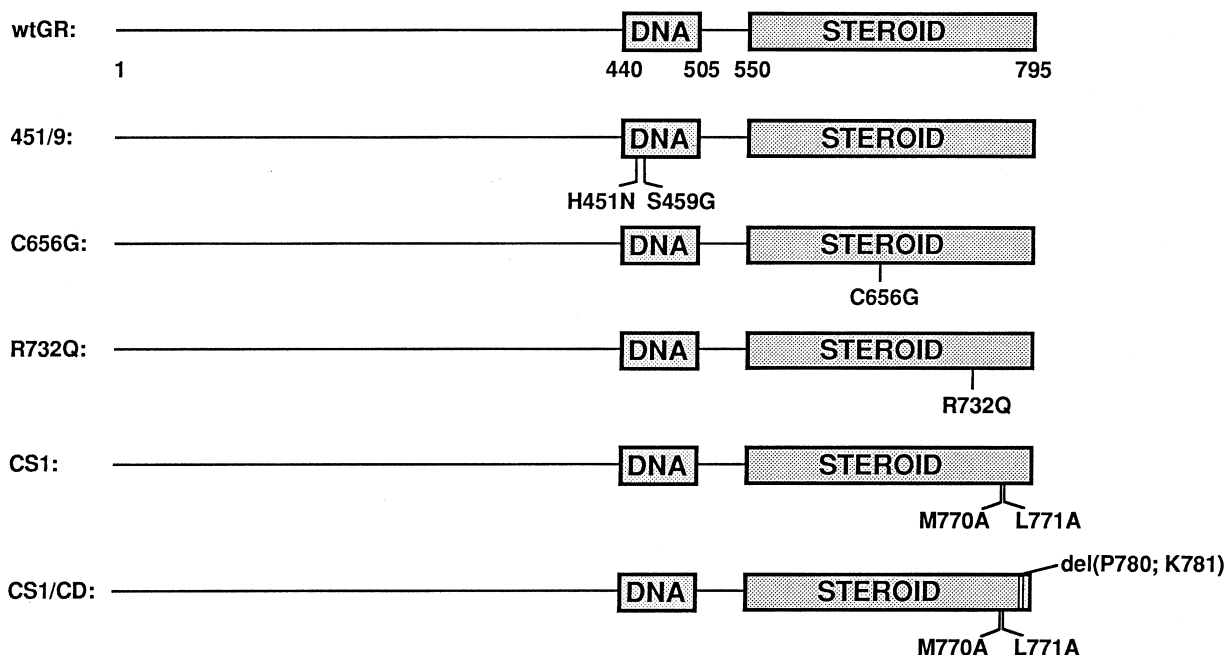 wtGR: DNA STEROID
1 440 505 550 795
451/9: DNA STEROID
H451N S459G
C656G: DNA STEROID
C656G
R732Q: DNA STEROID
R732Q
CS1: DNA STEROID
M770A L771A
del(P780; K781)
CS1/CD: DNA STEROID
M770A L771A